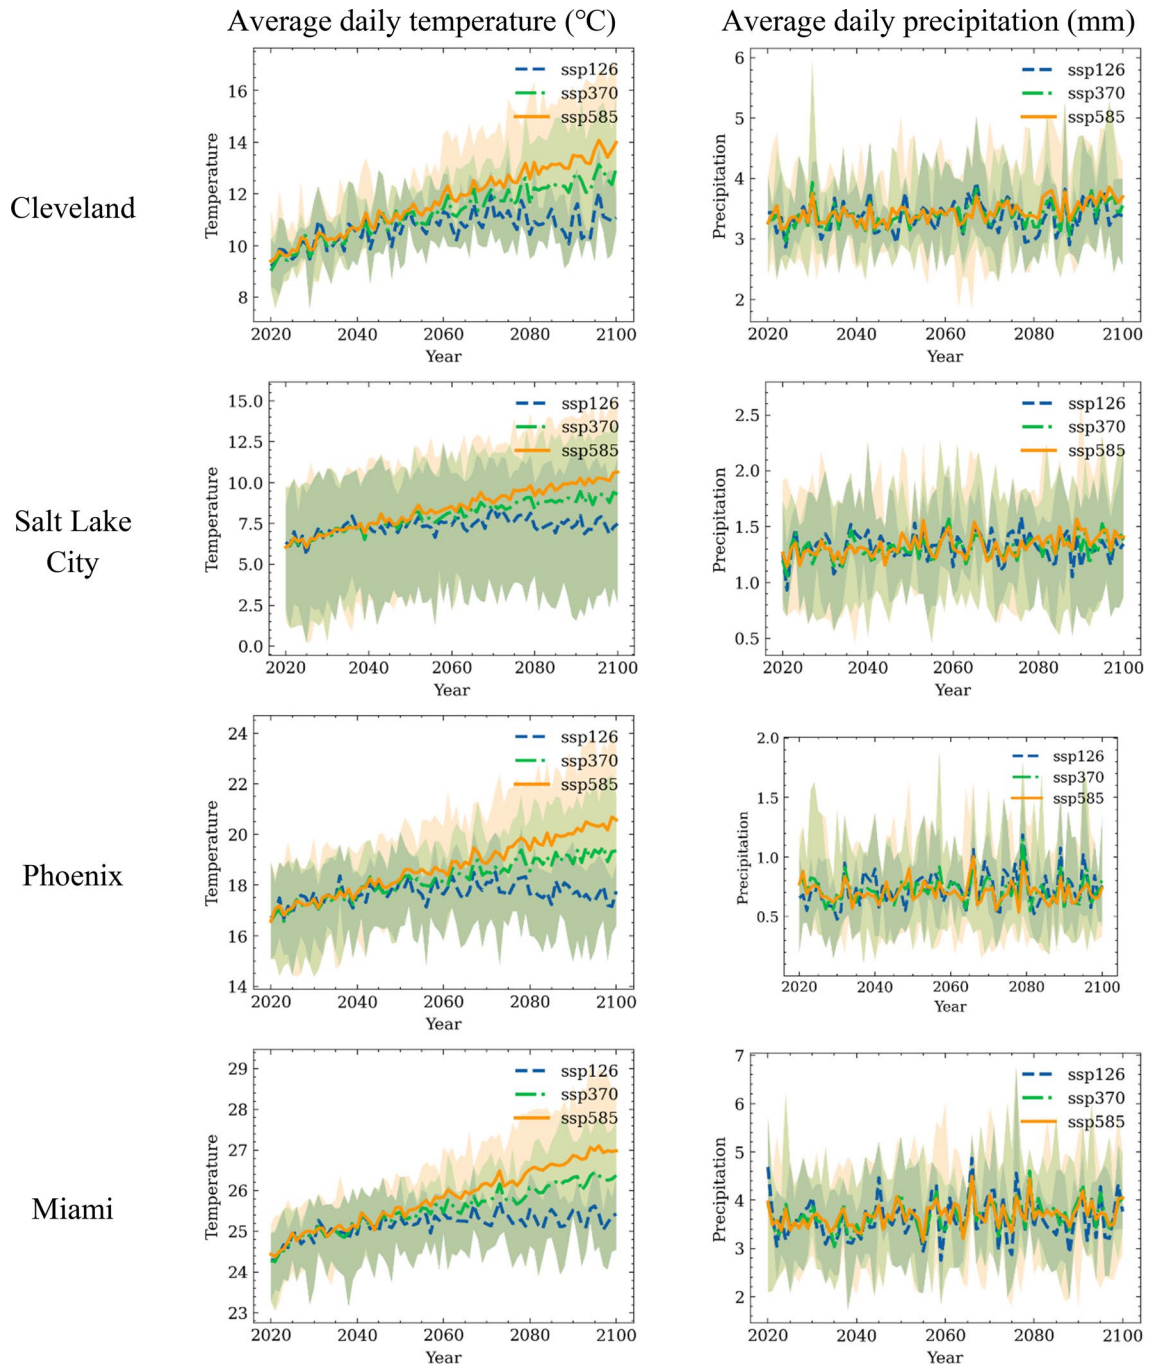 Average daily temperature (°C)
Average daily precipitation (mm)
Cleveland
Temperature
16
14
12
10
8
ssp126
ssp370
ssp585
2020 2040 2060 2080 2100
Year
Precipitation
6
5
4
3
2
ssp126
ssp370
ssp585
2020 2040 2060 2080 2100
Year
Salt Lake
City
Temperature
15.0
12.5
10.0
7.5
5.0
2.5
0.0
ssp126
ssp370
ssp585
2020 2040 2060 2080 2100
Year
Precipitation
2.5
2.0
1.5
1.0
0.5
ssp126
ssp370
ssp585
2020 2040 2060 2080 2100
Year
Phoenix
Temperature
24
22
20
18
16
14
ssp126
ssp370
ssp585
2020 2040 2060 2080 2100
Year
Precipitation
2.0
1.5
1.0
0.5
ssp126
ssp370
ssp585
2020 2040 2060 2080 2100
Year
Miami
Temperature
29
28
27
26
25
24
23
ssp126
ssp370
ssp585
2020 2040 2060 2080 2100
Year
Precipitation
7
6
5
4
3
2
ssp126
ssp370
ssp585
2020 2040 2060 2080 2100
Year